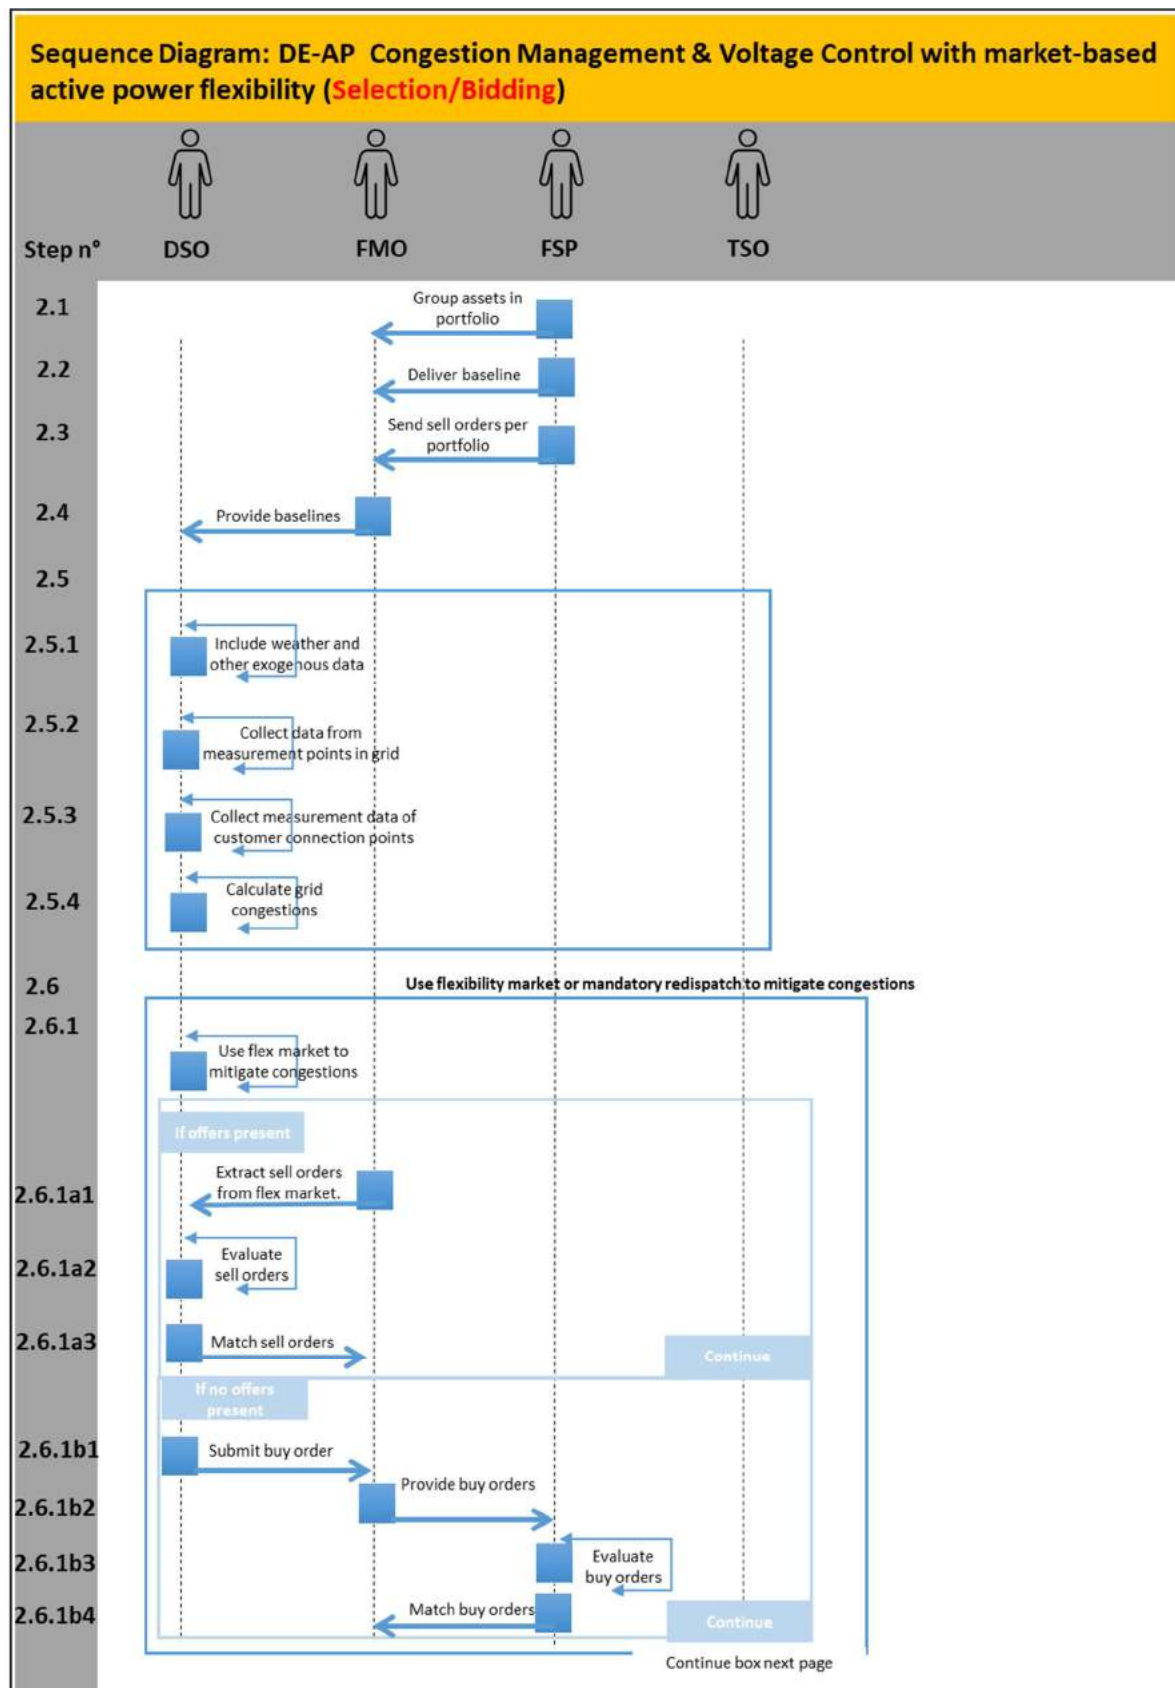 Sequence Diagram: DE-AP Congestion Management & Voltage Control with market-based
active power flexibility (Selection/Bidding)
Step n° DSO FMO FSP TSO
2.1
Group assets in
portfolio
2.2
Deliver baseline
2.3
Send sell orders per
portfolio
2.4
Provide baselines
2.5
2.5.1
Include weather and
other exogenous data
2.5.2
Collect data from
measurement points in grid
2.5.3
Collect measurement data of
customer connection points
2.5.4
Calculate grid
congestions
2.6
Use flexibility market or mandatory redispatch to mitigate congestions
2.6.1
Use flex market to
mitigate congestions
If offers present
2.6.1a1
Extract sell orders
from flex market.
2.6.1a2
Evaluate
sell orders
2.6.1a3
Match sell orders
Continue
If no offers
present
2.6.1b1
Submit buy order
2.6.1b2
Provide buy orders
2.6.1b3
Evaluate
buy orders
2.6.1b4
Match buy orders
Continue
Continue box next page